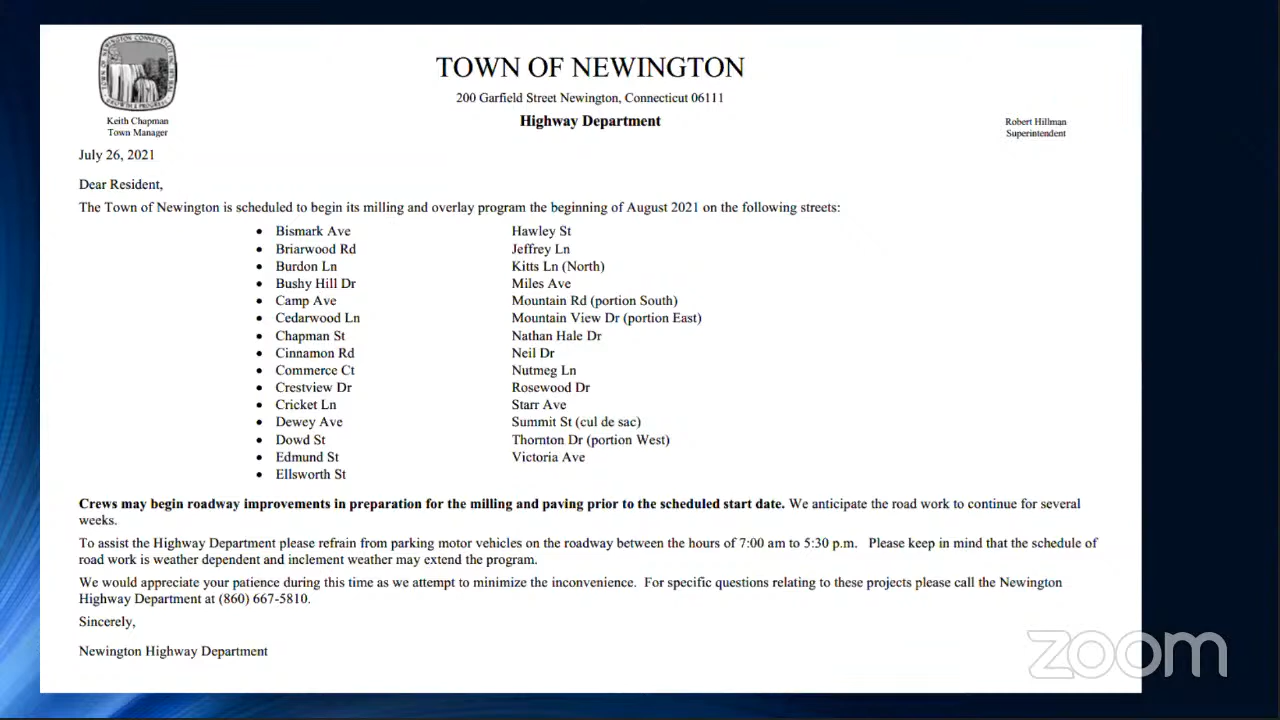 TOWN OF NEWINGTON
200 Garfield Street Newington, Connecticut 06111
Highway Department
Keith Chapman
Town Manager
Robert Hillman
Superintendent
July 26, 2021
Dear Resident,
The Town of Newington is scheduled to begin its milling and overlay program the beginning of August 2021 on the following streets:
• Bismark Ave Hawley St
• Briarwood Rd Jeffrey Ln
• Burdon Ln Kitts Ln (North)
• Bushy Hill Dr Miles Ave
• Camp Ave Mountain Rd (portion South)
• Cedarwood Ln Mountain View Dr (portion East)
• Chapman St Nathan Hale Dr
• Cinnamon Rd Neil Dr
• Commerce Ct Nutmeg Ln
• Crestview Dr Rosewood Dr
• Cricket Ln Starr Ave
• Dewey Ave Summit St (cul de sac)
• Dowd St Thornton Dr (portion West)
• Edmund St Victoria Ave
• Ellsworth St
Crews may begin roadway improvements in preparation for the milling and paving prior to the scheduled start date. We anticipate the road work to continue for several
weeks.
To assist the Highway Department please refrain from parking motor vehicles on the roadway between the hours of 7:00 am to 5:30 p.m. Please keep in mind that the schedule of
road work is weather dependent and inclement weather may extend the program.
We would appreciate your patience during this time as we attempt to minimize the inconvenience. For specific questions relating to these projects please call the Newington
Highway Department at (860) 667-5810.
Sincerely,
Newington Highway Department
zoom